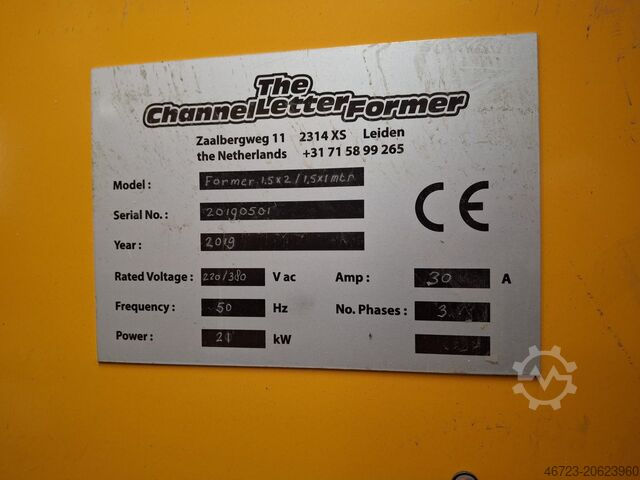 The
ChannelLetterFormer
Zaalbergweg 11 2314 XS Leiden
the Netherlands +31 71 58 99 265
Model : Former 1,5x2/1,5x1mtr
Serial No. : 20190501
Year : 2019
Rated Voltage : 220/380 V ac Amp : 30 A
Frequency : 50 Hz No. Phases : 3
Power : 21 kW
CE
46723-20623960